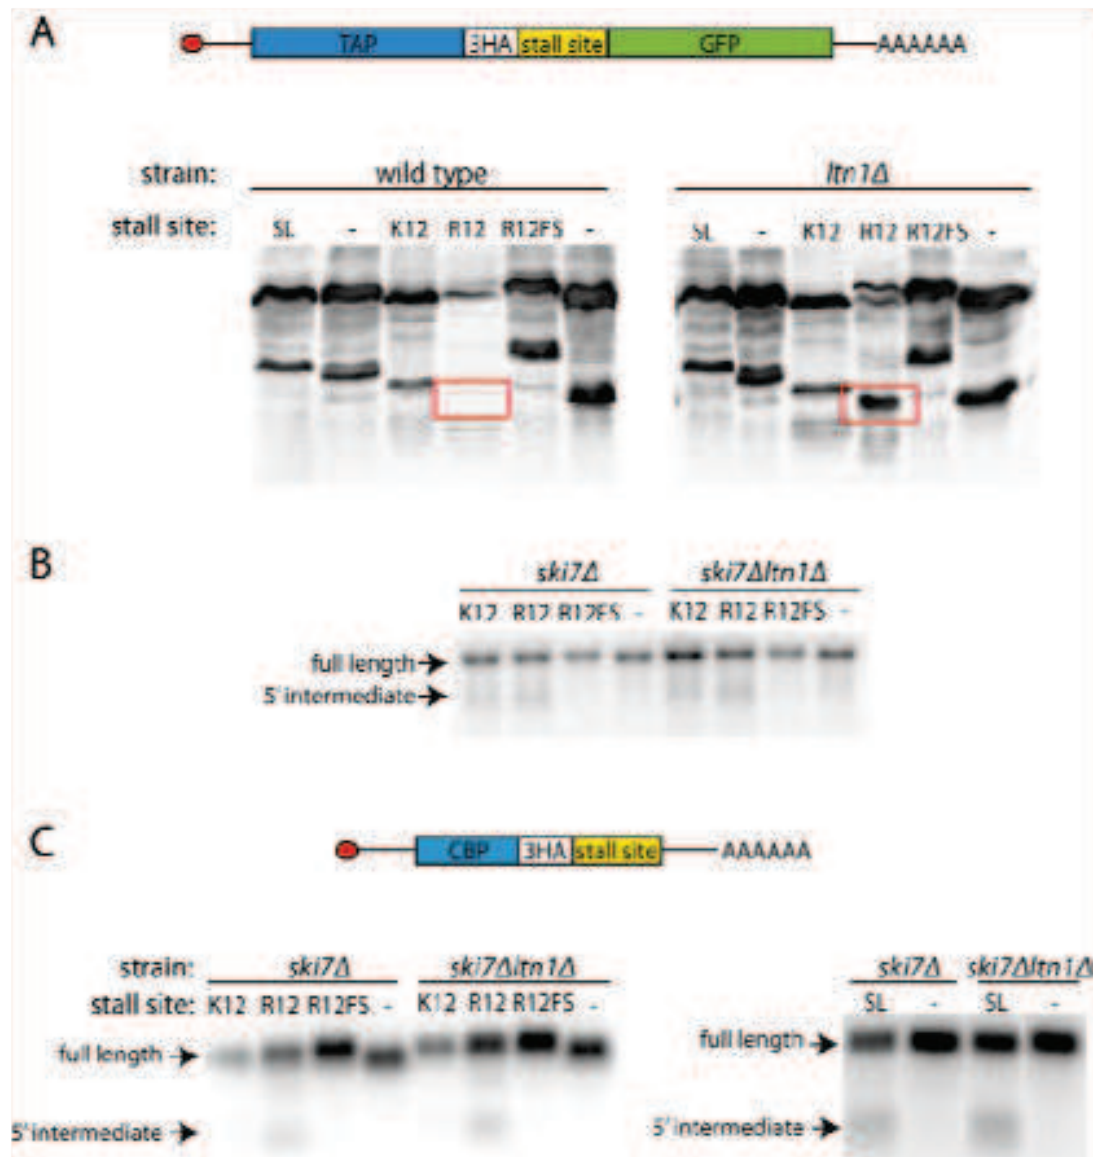 A
TAP 3HA stall site GFP AAAAAA
strain: wild type ltn1Δ
stall site: SL - K12 R12 R12FS - SL - K12 R12 R12FS -
B
ski7Δ ski7Δltn1Δ
K12 R12 R12FS - K12 R12 R12FS -
full length
5' intermediate
C
CBP 3HA stall site AAAAAA
strain: ski7Δ ski7Δltn1Δ ski7Δ ski7Δltn1Δ
stall site: K12 R12 R12FS - K12 R12 R12FS - SL - SL -
full length full length
5' intermediate 5' intermediate